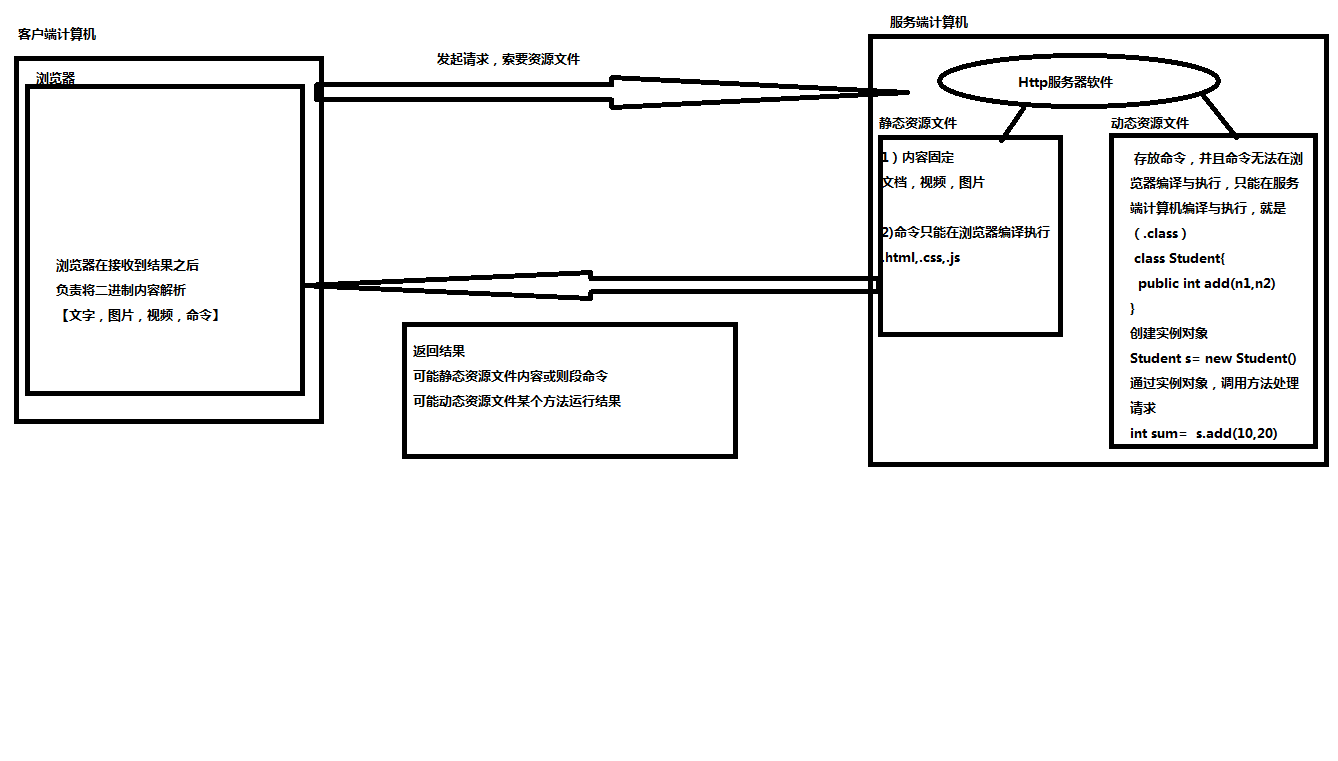 客户端计算机
浏览器
浏览器在接收到结果之后
负责将二进制内容解析
【文字，图片，视频，命令】
发起请求，索要资源文件
返回结果
可能静态资源文件内容或则段命令
可能动态资源文件某个方法运行结果
服务端计算机
Http服务器软件
静态资源文件
1）内容固定
文档，视频，图片
2)命令只能在浏览器编译执行
.html,.css,.js
动态资源文件
存放命令，并且命令无法在浏
览器编译与执行，只能在服务
端计算机编译与执行，就是
（.class）
class Student{
public int add(n1,n2)
}
创建实例对象
Student s= new Student()
通过实例对象，调用方法处理
请求
int sum=  s.add(10,20)